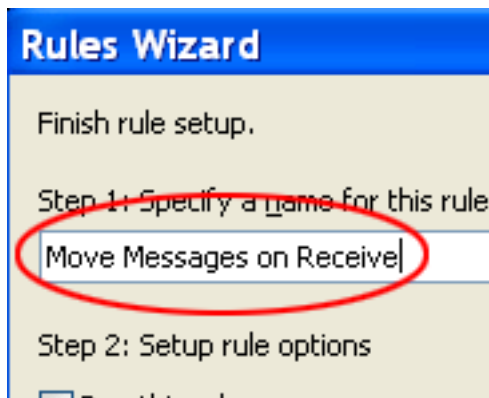 Rules Wizard
Finish rule setup.
Step 1: Specify a name for this rule
Move Messages on Receive
Step 2: Setup rule options